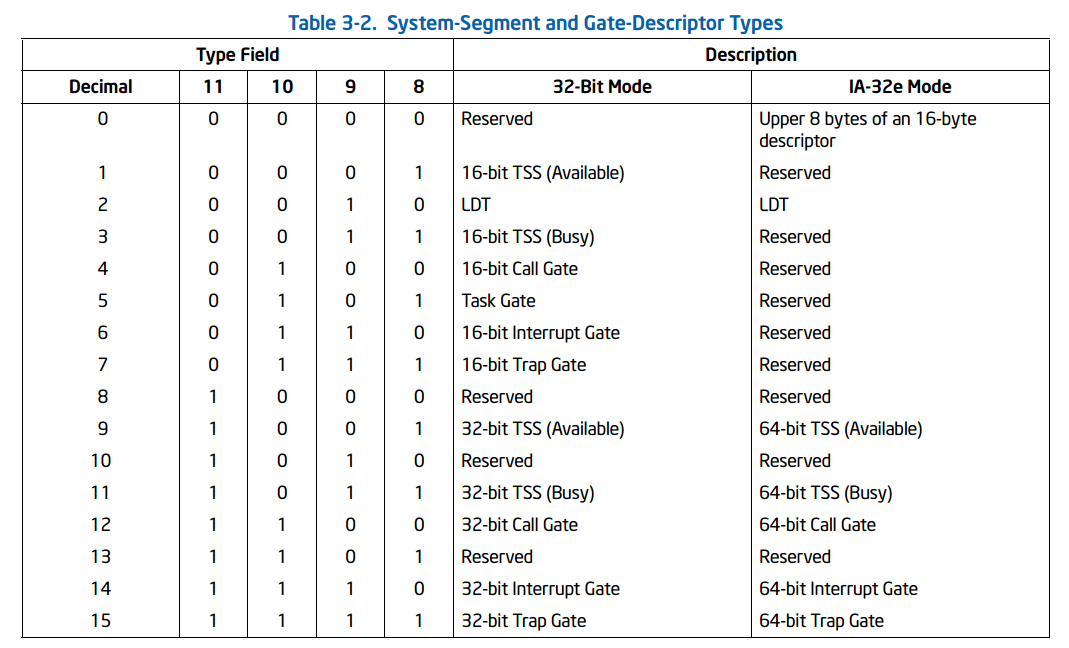 Table 3-2. System-Segment and Gate-Descriptor Types
Type Field Description
Decimal 11 10 9 8 32-Bit Mode IA-32e Mode
0 0 0 0 0 Reserved Upper 8 bytes of an 16-byte
descriptor
1 0 0 0 1 16-bit TSS (Available) Reserved
2 0 0 1 0 LDT LDT
3 0 0 1 1 16-bit TSS (Busy) Reserved
4 0 1 0 0 16-bit Call Gate Reserved
5 0 1 0 1 Task Gate Reserved
6 0 1 1 0 16-bit Interrupt Gate Reserved
7 0 1 1 1 16-bit Trap Gate Reserved
8 1 0 0 0 Reserved Reserved
9 1 0 0 1 32-bit TSS (Available) 64-bit TSS (Available)
10 1 0 1 0 Reserved Reserved
11 1 0 1 1 32-bit TSS (Busy) 64-bit TSS (Busy)
12 1 1 0 0 32-bit Call Gate 64-bit Call Gate
13 1 1 0 1 Reserved Reserved
14 1 1 1 0 32-bit Interrupt Gate 64-bit Interrupt Gate
15 1 1 1 1 32-bit Trap Gate 64-bit Trap Gate